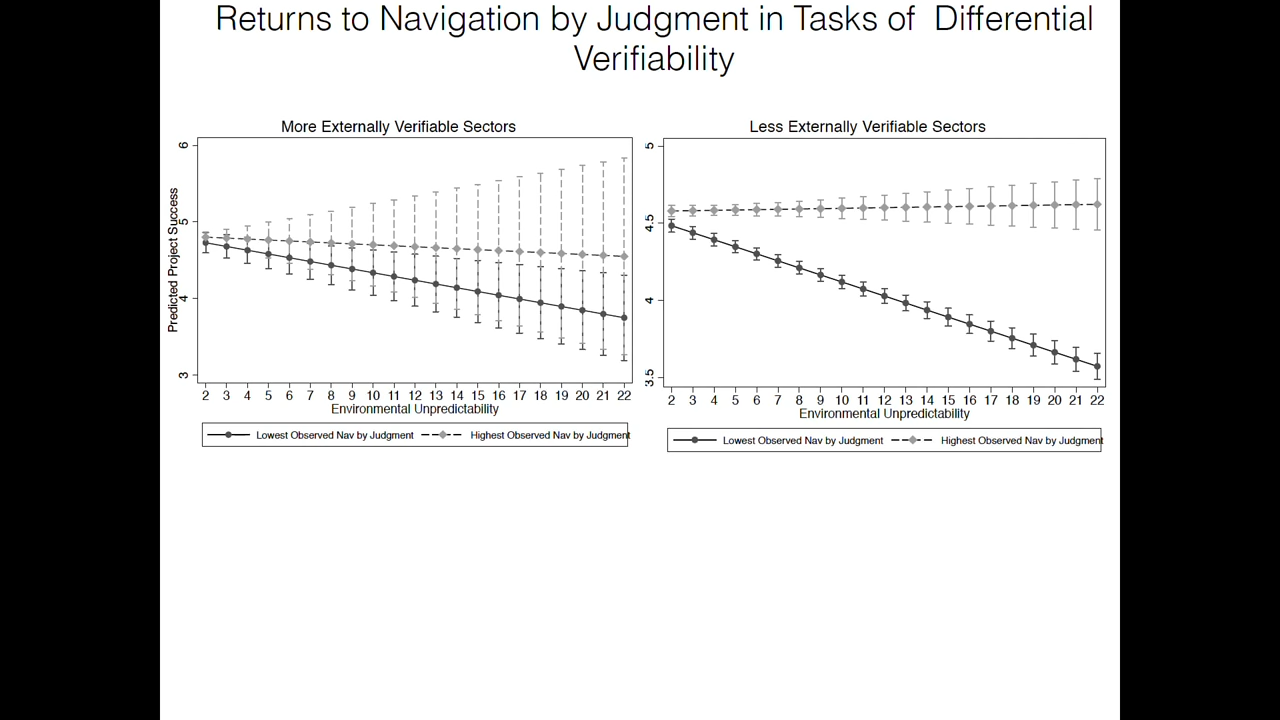 Returns to Navigation by Judgment in Tasks of  Differential
Verifiability
More Externally Verifiable Sectors
Predicted Project Success
6
5
4
3
2 3 4 5 6 7 8 9 10 11 12 13 14 15 16 17 18 19 20 21 22
Environmental Unpredictability
Lowest Observed Nav by Judgment
Highest Observed Nav by Judgment
Less Externally Verifiable Sectors
5
4.5
4
3.5
2 3 4 5 6 7 8 9 10 11 12 13 14 15 16 17 18 19 20 21 22
Environmental Unpredictability
Lowest Observed Nav by Judgment
Highest Observed Nav by Judgment